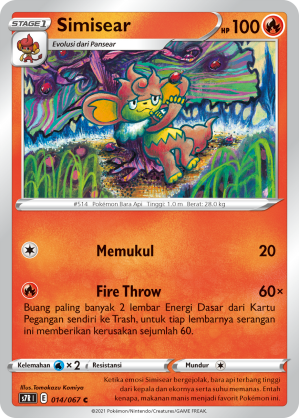 STAGE 1
Simisear
HP 100
Evolusi dari Pansear
#514 Pokémon Bara Api Tinggi: 1.0 m Berat: 28.0 kg
Memukul 20
Fire Throw 60×
Buang paling banyak 2 lembar Energi Dasar dari Kartu
Pegangan sendiri ke Trash, untuk tiap lembarnya serangan
ini memberikan kerusakan sejumlah 60.
Kelemahan ×2 Resistansi Mundur
Illus. Tomokazu Komiya
s7R I E 014/067 C
Ketika emosi Simisear bergejolak, bara api terbang tinggi
dari kepala dan ekornya serta suhu memanas. Entah
kenapa, makanan manis menjadi favorit Pokémon ini.
©2021 Pokémon/Nintendo/Creatures/GAME FREAK